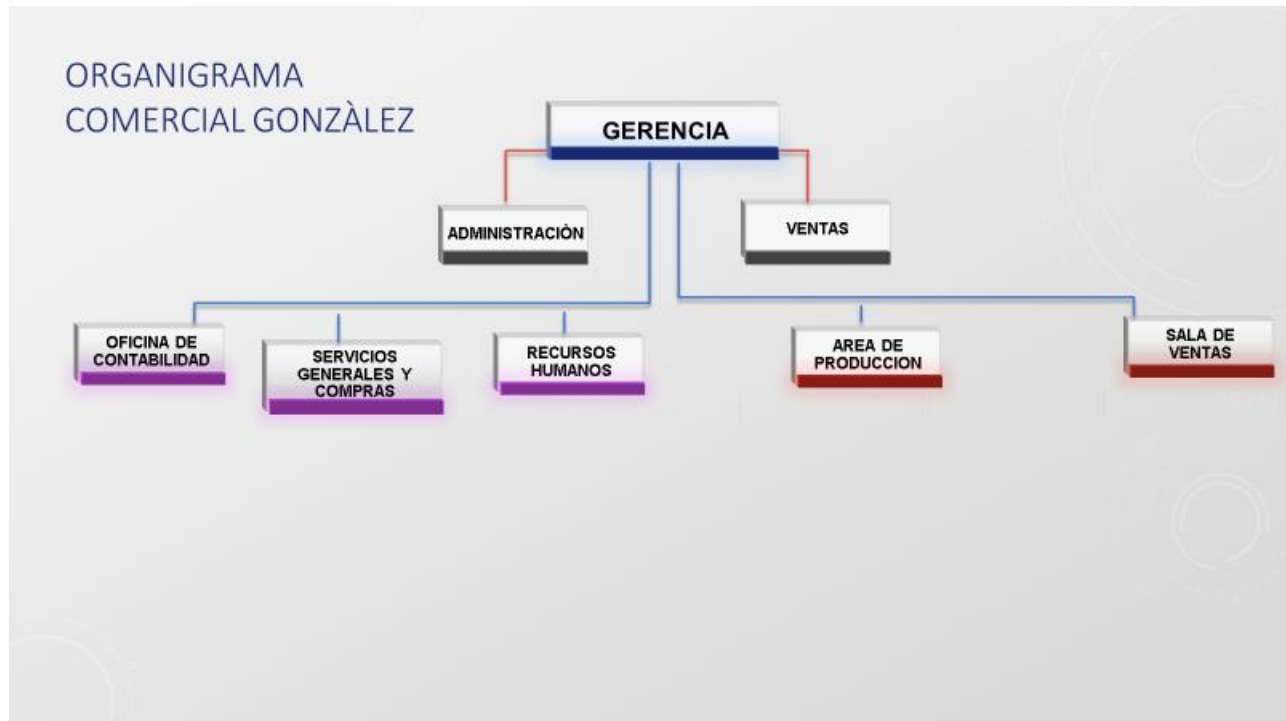 ORGANIGRAMA
COMERCIAL GONZÀLEZ
GERENCIA
ADMINISTRACIÒN
VENTAS
OFICINA DE
CONTABILIDAD
SERVICIOS
GENERALES Y
COMPRAS
RECURSOS
HUMANOS
AREA DE
PRODUCCION
SALA DE
VENTAS